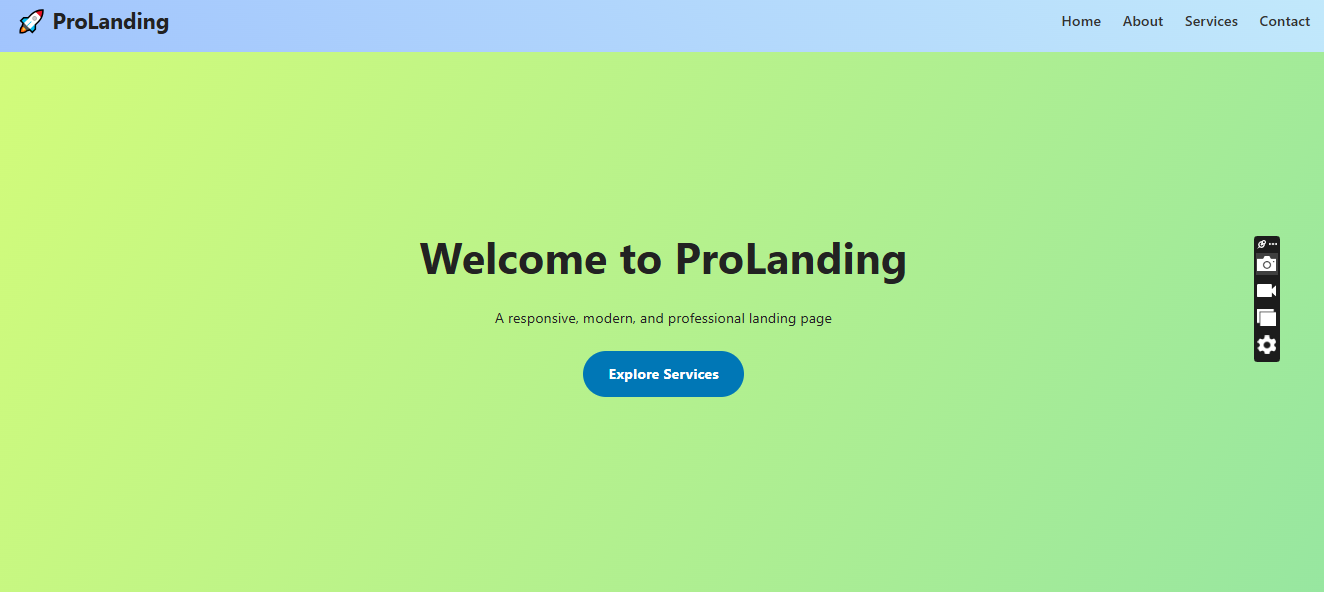 🚀 ProLanding
Home About Services Contact
Welcome to ProLanding
A responsive, modern, and professional landing page
Explore Services